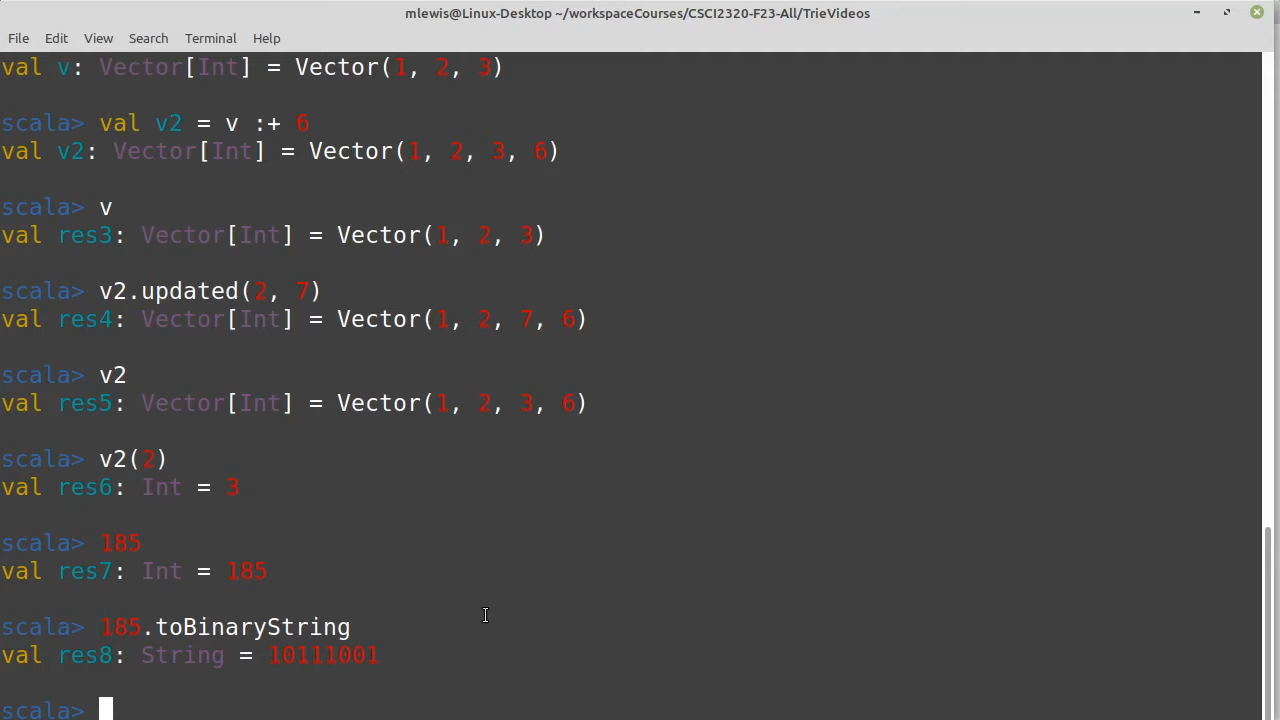 mlewis@Linux-Desktop ~/workspaceCourses/CSCI2320-F23-All/TrieVideos
File Edit View Search Terminal Help
val v: Vector[Int] = Vector(1, 2, 3)
scala> val v2 = v :+ 6
val v2: Vector[Int] = Vector(1, 2, 3, 6)
scala> v
val res3: Vector[Int] = Vector(1, 2, 3)
scala> v2.updated(2, 7)
val res4: Vector[Int] = Vector(1, 2, 7, 6)
scala> v2
val res5: Vector[Int] = Vector(1, 2, 3, 6)
scala> v2(2)
val res6: Int = 3
scala> 185
val res7: Int = 185
scala> 185.toBinaryString
val res8: String = 10111001
scala>